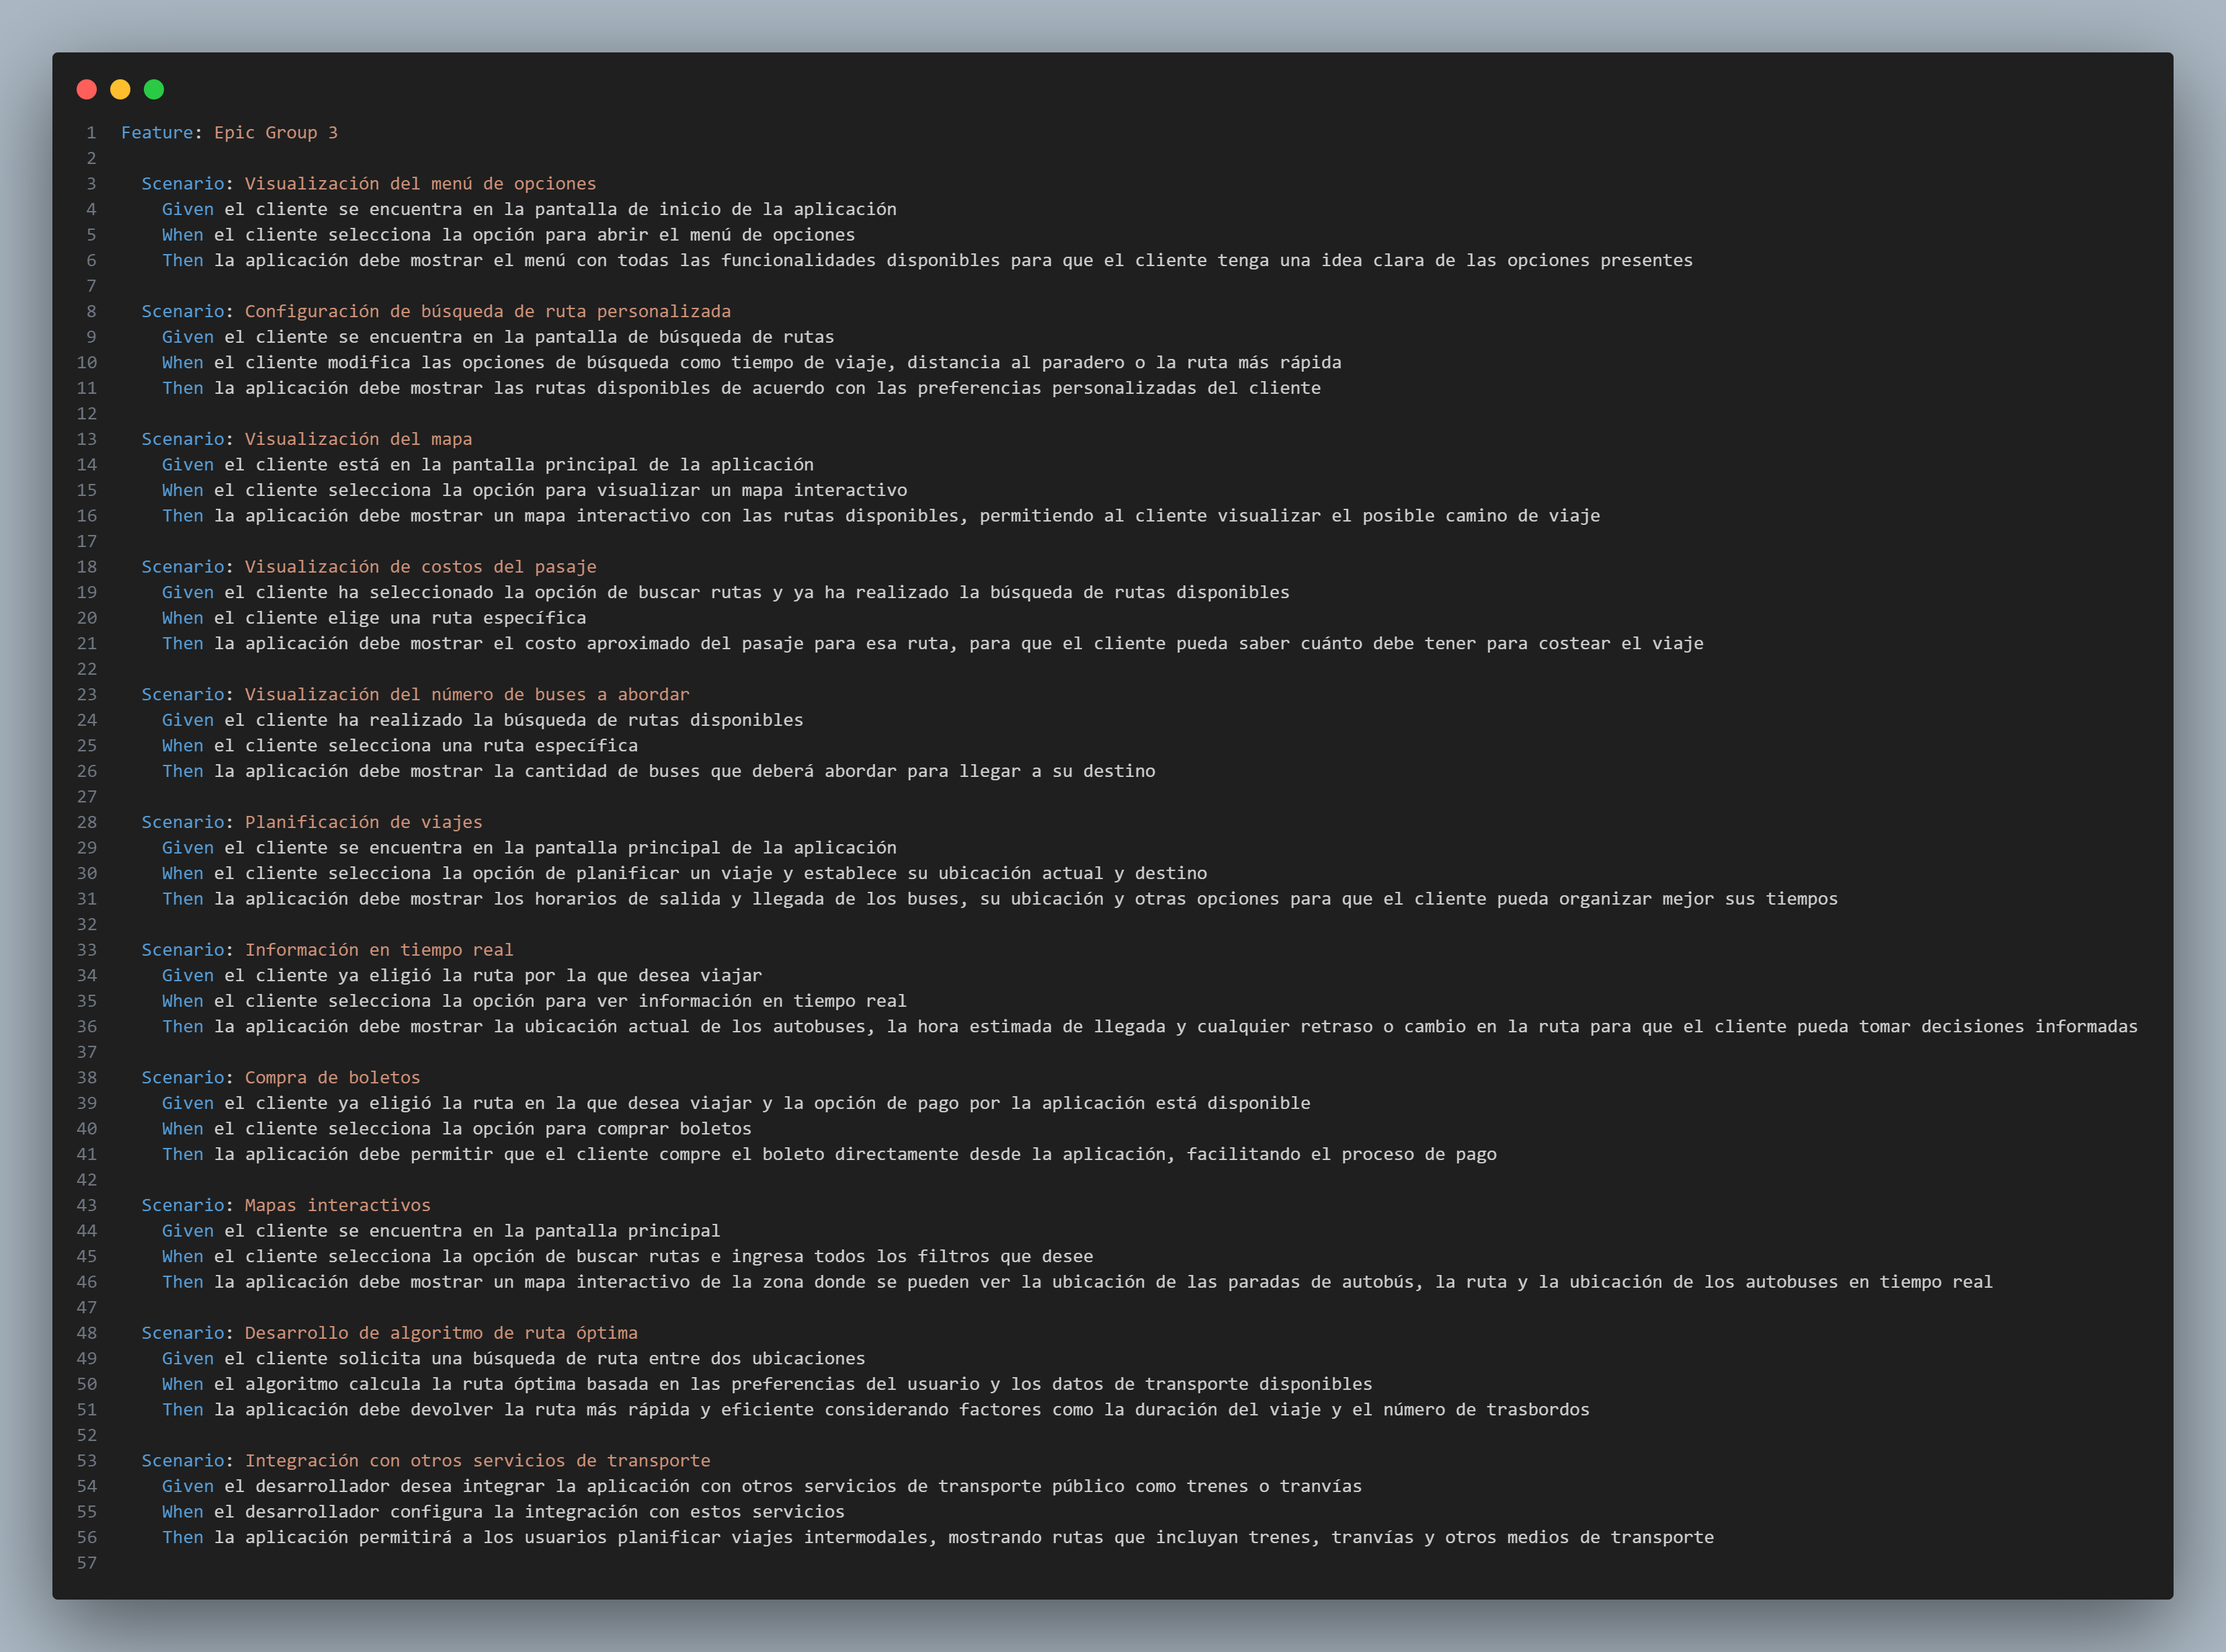 1 Feature: Epic Group 3
2
3 Scenario: Visualización del menú de opciones
4 Given el cliente se encuentra en la pantalla de inicio de la aplicación
5 When el cliente selecciona la opción para abrir el menú de opciones
6 Then la aplicación debe mostrar el menú con todas las funcionalidades disponibles para que el cliente tenga una idea clara de las opciones presentes
7
8 Scenario: Configuración de búsqueda de ruta personalizada
9 Given el cliente se encuentra en la pantalla de búsqueda de rutas
10 When el cliente modifica las opciones de búsqueda como tiempo de viaje, distancia al paradero o la ruta más rápida
11 Then la aplicación debe mostrar las rutas disponibles de acuerdo con las preferencias personalizadas del cliente
12
13 Scenario: Visualización del mapa
14 Given el cliente está en la pantalla principal de la aplicación
15 When el cliente selecciona la opción para visualizar un mapa interactivo
16 Then la aplicación debe mostrar un mapa interactivo con las rutas disponibles, permitiendo al cliente visualizar el posible camino de viaje
17
18 Scenario: Visualización de costos del pasaje
19 Given el cliente ha seleccionado la opción de buscar rutas y ya ha realizado la búsqueda de rutas disponibles
20 When el cliente elige una ruta específica
21 Then la aplicación debe mostrar el costo aproximado del pasaje para esa ruta, para que el cliente pueda saber cuánto debe tener para costear el viaje
22
23 Scenario: Visualización del número de buses a abordar
24 Given el cliente ha realizado la búsqueda de rutas disponibles
25 When el cliente selecciona una ruta específica
26 Then la aplicación debe mostrar la cantidad de buses que deberá abordar para llegar a su destino
27
28 Scenario: Planificación de viajes
29 Given el cliente se encuentra en la pantalla principal de la aplicación
30 When el cliente selecciona la opción de planificar un viaje y establece su ubicación actual y destino
31 Then la aplicación debe mostrar los horarios de salida y llegada de los buses, su ubicación y otras opciones para que el cliente pueda organizar mejor sus tiempos
32
33 Scenario: Información en tiempo real
34 Given el cliente ya eligió la ruta por la que desea viajar
35 When el cliente selecciona la opción para ver información en tiempo real
36 Then la aplicación debe mostrar la ubicación actual de los autobuses, la hora estimada de llegada y cualquier retraso o cambio en la ruta para que el cliente pueda tomar decisiones informadas
37
38 Scenario: Compra de boletos
39 Given el cliente ya eligió la ruta en la que desea viajar y la opción de pago por la aplicación está disponible
40 When el cliente selecciona la opción para comprar boletos
41 Then la aplicación debe permitir que el cliente compre el boleto directamente desde la aplicación, facilitando el proceso de pago
42
43 Scenario: Mapas interactivos
44 Given el cliente se encuentra en la pantalla principal
45 When el cliente selecciona la opción de buscar rutas e ingresa todos los filtros que desee
46 Then la aplicación debe mostrar un mapa interactivo de la zona donde se pueden ver la ubicación de las paradas de autobús, la ruta y la ubicación de los autobuses en tiempo real
47
48 Scenario: Desarrollo de algoritmo de ruta óptima
49 Given el cliente solicita una búsqueda de ruta entre dos ubicaciones
50 When el algoritmo calcula la ruta óptima basada en las preferencias del usuario y los datos de transporte disponibles
51 Then la aplicación debe devolver la ruta más rápida y eficiente considerando factores como la duración del viaje y el número de trasbordos
52
53 Scenario: Integración con otros servicios de transporte
54 Given el desarrollador desea integrar la aplicación con otros servicios de transporte público como trenes o tranvías
55 When el desarrollador configura la integración con estos servicios
56 Then la aplicación permitirá a los usuarios planificar viajes intermodales, mostrando rutas que incluyan trenes, tranvías y otros medios de transporte
57